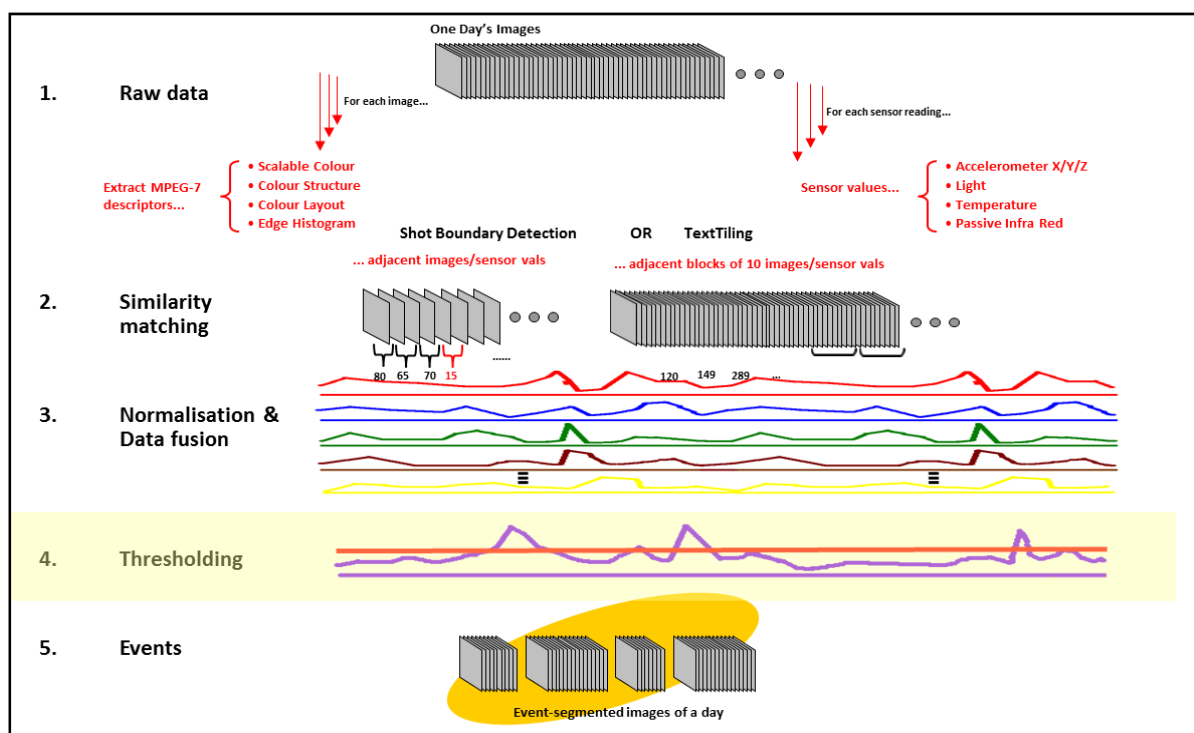 One Day's Images
1. Raw data
For each image...
For each sensor reading...
Extract MPEG-7
descriptors...
• Scalable Colour
• Colour Structure
• Colour Layout
• Edge Histogram
Sensor values...
• Accelerometer X/Y/Z
• Light
• Temperature
• Passive Infra Red
Shot Boundary Detection OR TextTiling
... adjacent images/sensor vals
... adjacent blocks of 10 images/sensor vals
2. Similarity
matching
......
80 65 70 15
120 149 289 ...
3. Normalisation &
Data fusion
4. Thresholding
5. Events
Event-segmented images of a day